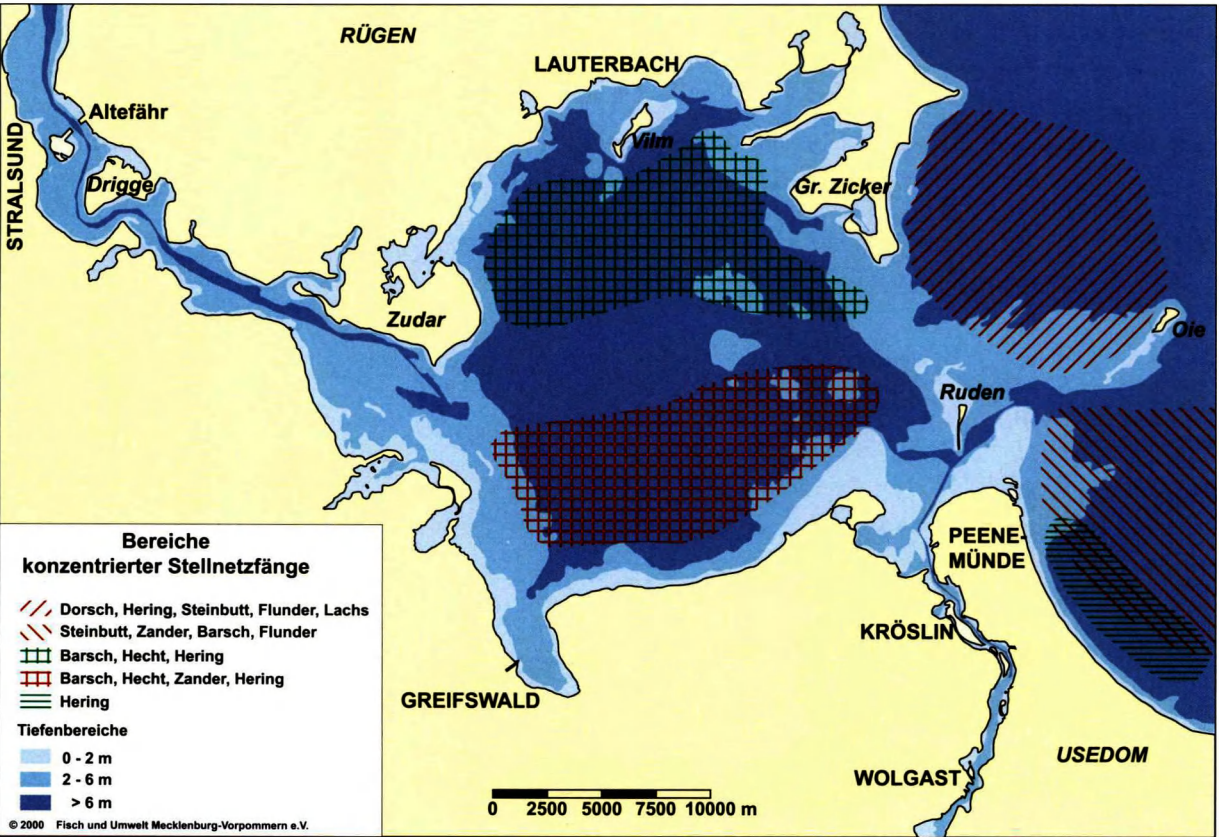 RÜGEN
LAUTERBACH
Altefähr
STRALSUND
Vilm
Drigge
Gr. Zicker
Zudar
Oie
Ruden
PEENE-
MÜNDE
KRÖSLIN
GREIFSWALD
USEDOM
WOLGAST
Bereiche
konzentrierter Stellnetzfänge
Dorsch, Hering, Steinbutt, Flunder, Lachs
Steinbutt, Zander, Barsch, Flunder
Barsch, Hecht, Hering
Barsch, Hecht, Zander, Hering
Hering
Tiefenbereiche
0 - 2 m
2 - 6 m
> 6 m
0 2500 5000 7500 10000 m
© 2000 Fisch und Umwelt Mecklenburg-Vorpommern e.V.